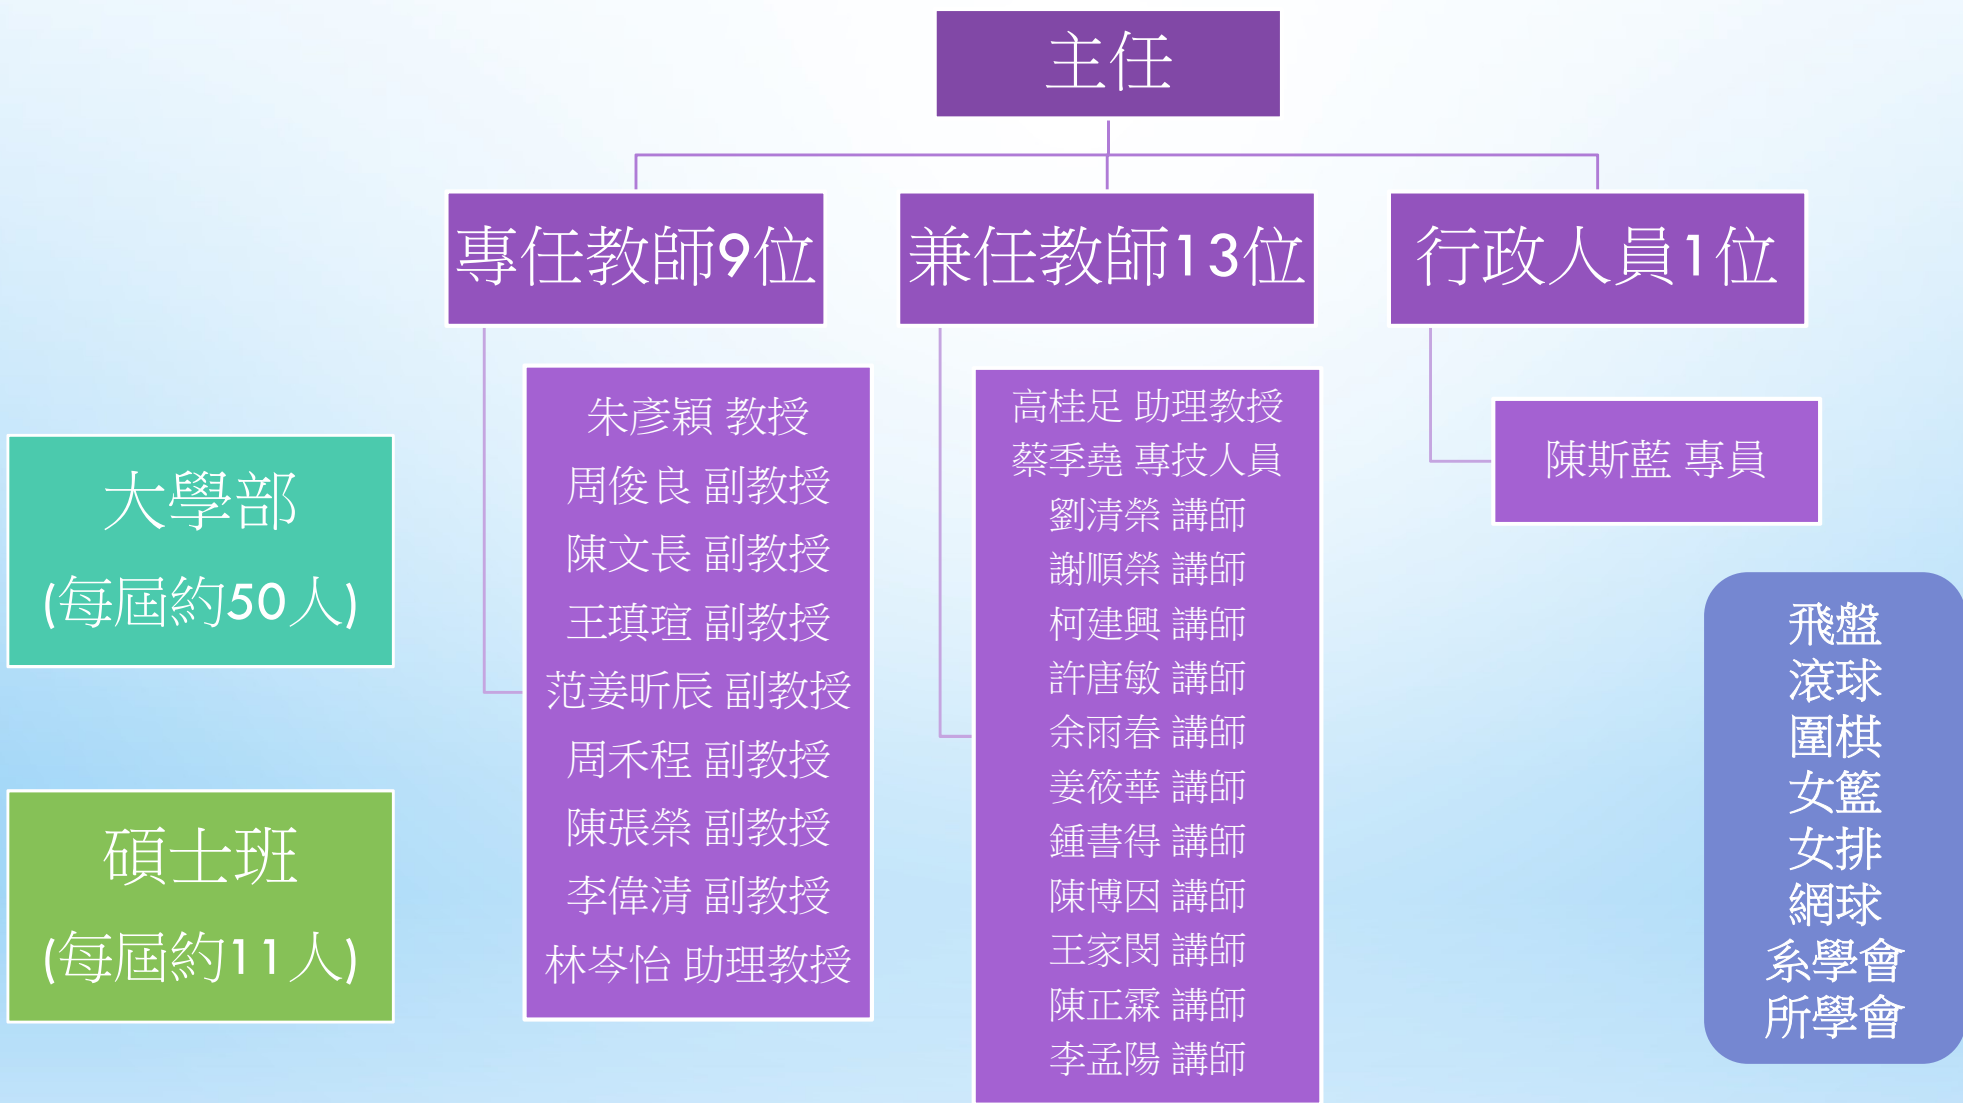 主任
專任教師9位
兼任教師13位
行政人員1位
朱彥穎 教授
周俊良 副教授
陳文長 副教授
王瑱瑄 副教授
范姜昕辰 副教授
周禾程 副教授
陳張榮 副教授
李偉清 副教授
林岑怡 助理教授
高桂足 助理教授
蔡季堯 專技人員
劉清榮 講師
謝順榮 講師
柯建興 講師
許唐敏 講師
余雨春 講師
姜筱華 講師
鍾書得 講師
陳博因 講師
王家閔 講師
陳正霖 講師
李孟陽 講師
陳斯藍 專員
大學部
(每屆約50人)
碩士班
(每屆約11人)
飛盤
滾球
圍棋
女籃
女排
網球
系學會
所學會